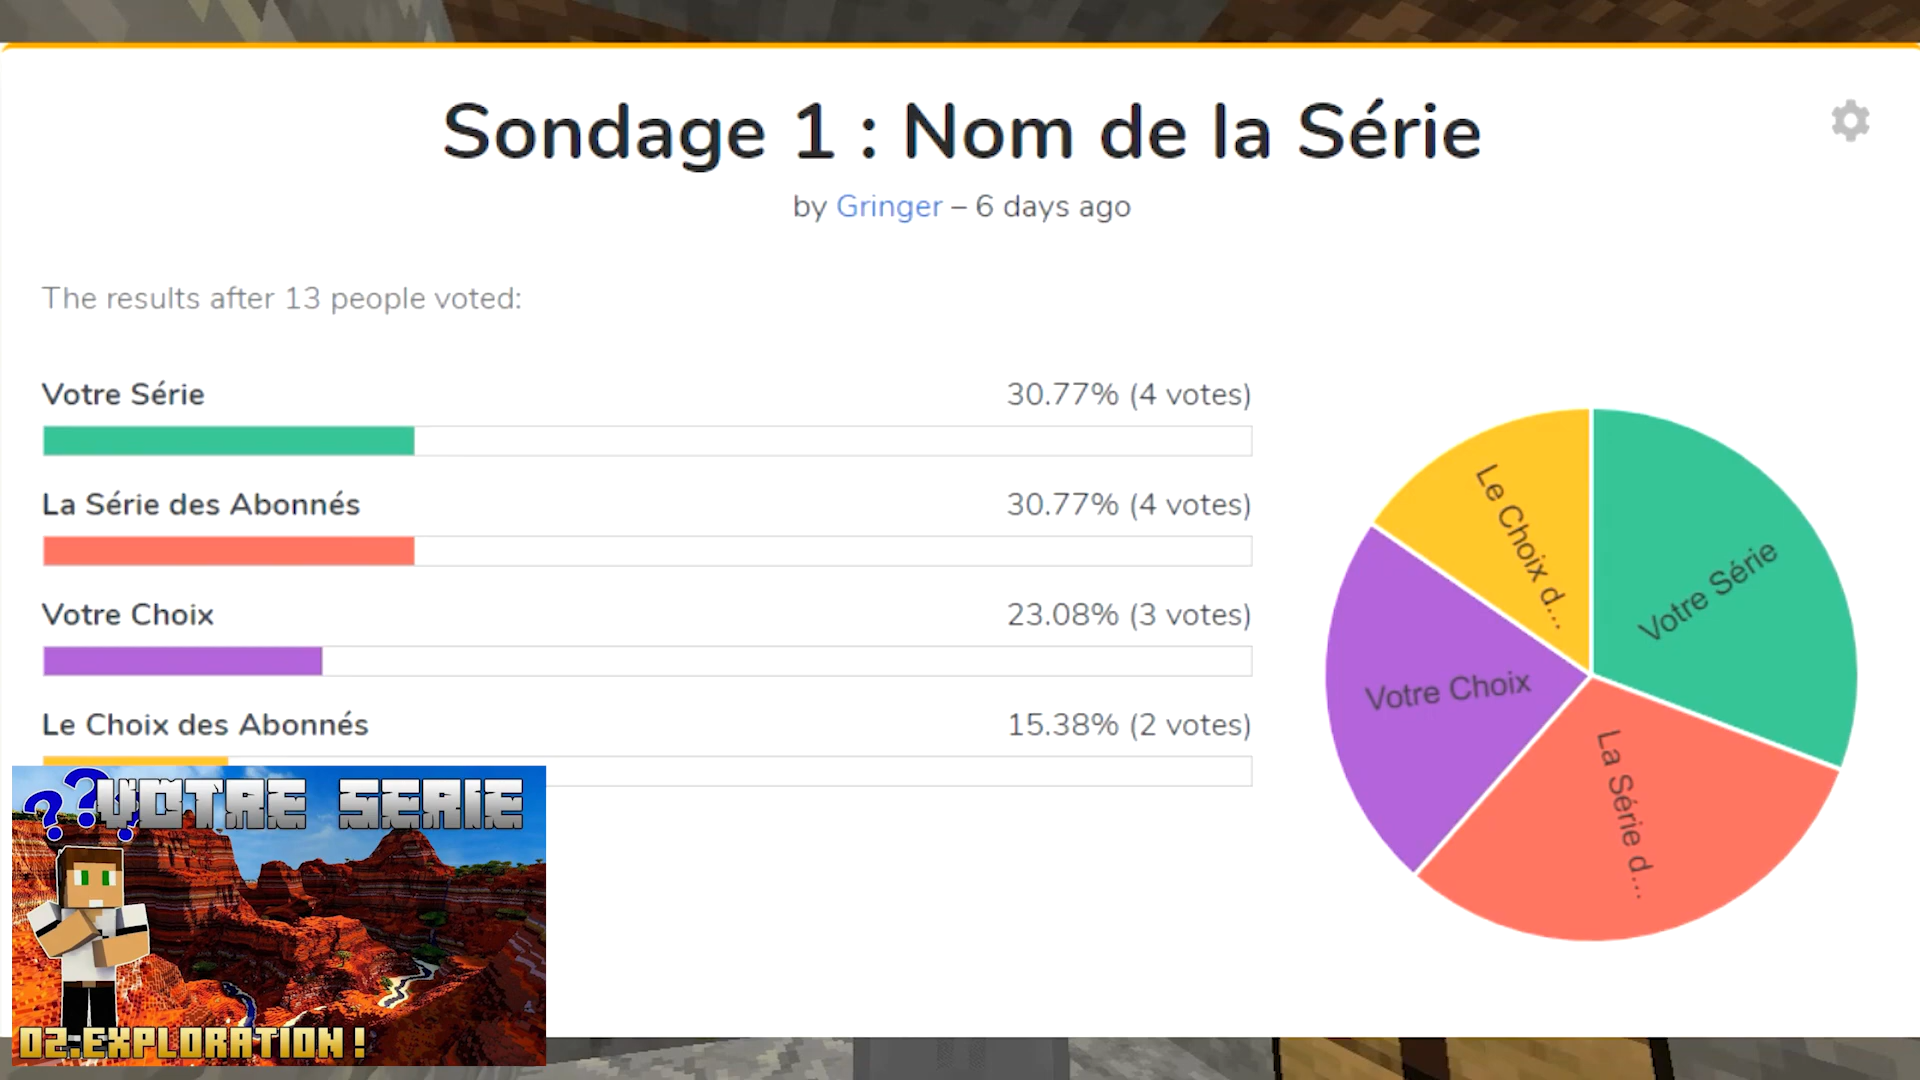 Sondage 1 : Nom de la Série
by Gringer – 6 days ago
The results after 13 people voted:
Votre Série 30.77% (4 votes)
La Série des Abonnés 30.77% (4 votes)
Votre Choix 23.08% (3 votes)
Le Choix des Abonnés 15.38% (2 votes)
Le Choix d...
Votre Série
Votre Choix
La Série d...
???
VOTRE SERIE
02.EXPLORATION !